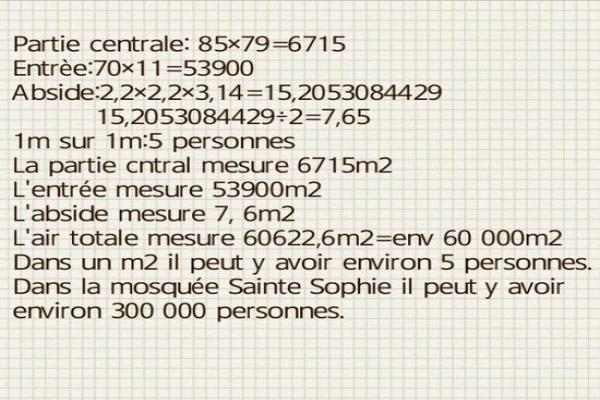 Partie centrale: 85×79=6715
Entrèe:70×11=53900
Abside:2,2×2,2×3,14=15,2053084429
15,2053084429÷2=7,65
1m sur 1m:5 personnes
La partie cntral mesure 6715m2
L'entrée mesure 53900m2
L'abside mesure 7, 6m2
L'air totale mesure 60622,6m2=env 60 000m2
Dans un m2 il peut y avoir environ 5 personnes.
Dans la mosquée Sainte Sophie il peut y avoir
environ 300 000 personnes.